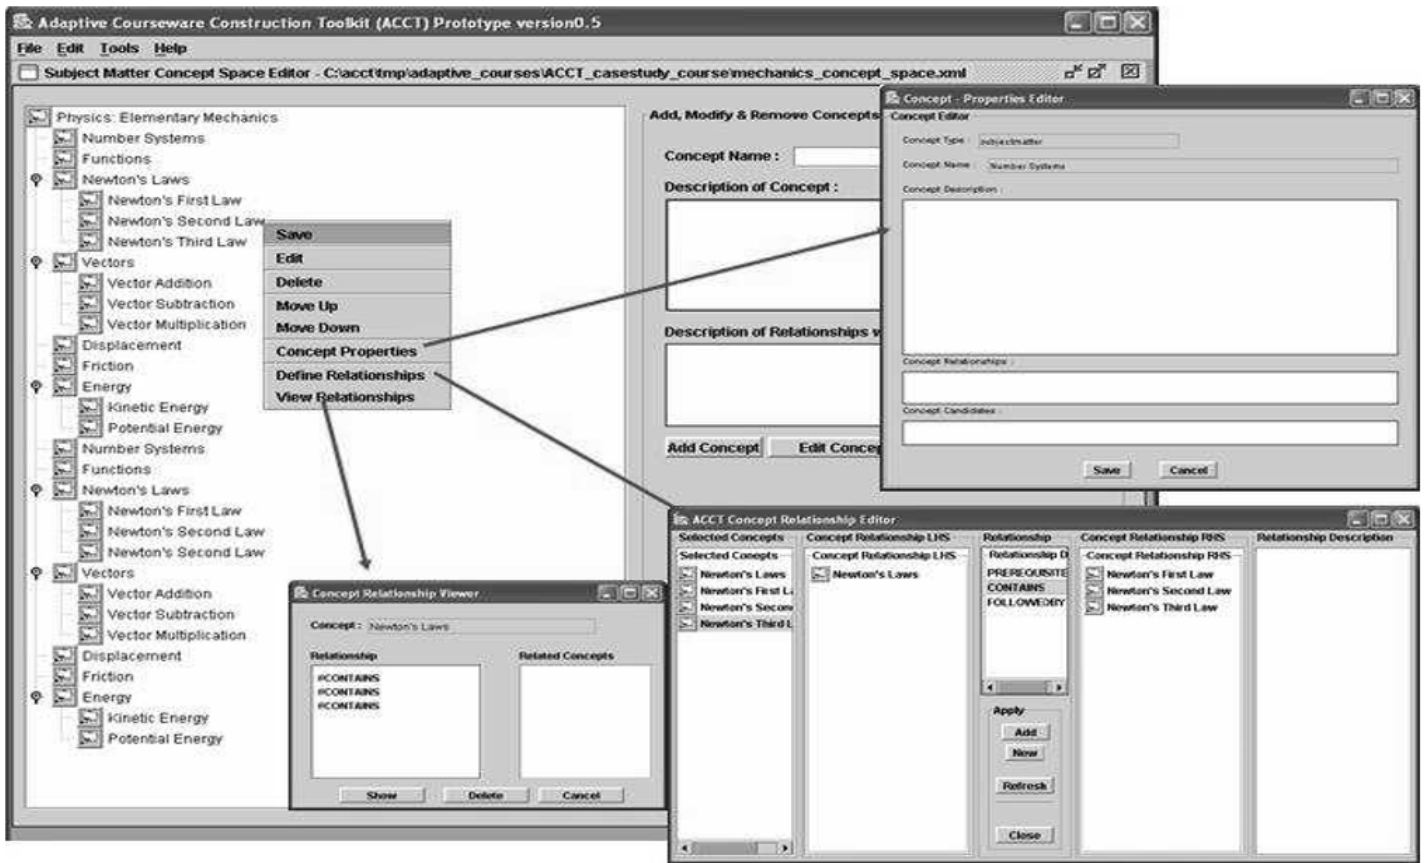 Adaptive Courseware Construction Toolkit (ACCT) Prototype version0.5
File Edit Tools Help
Subject Matter Concept Space Editor - C:\acct\tmp\adaptive_courses\ACCT_casestudy_course\mechanics_concept_space.xml
Physics: Elementary Mechanics
Number Systems
Functions
Newton's Laws
Newton's First Law
Newton's Second Law
Newton's Third Law
Vectors
Vector Addition
Vector Subtraction
Vector Multiplication
Displacement
Friction
Energy
Kinetic Energy
Potential Energy
Number Systems
Functions
Newton's Laws
Newton's First Law
Newton's Second Law
Newton's Second Law
Vectors
Vector Addition
Vector Subtraction
Vector Multiplication
Displacement
Friction
Energy
Kinetic Energy
Potential Energy
Save
Edit
Delete
Move Up
Move Down
Concept Properties
Define Relationships
View Relationships
Add, Modify & Remove Concepts
Concept Name :
Description of Concept :
Description of Relationships w
Add Concept Edit Concep
Concept - Properties Editor
Concept Editor
Concept Type : subjectmatter
Concept Name : Number Systems
Concept Description :
Concept Relationships :
Concept Candidates :
Save Cancel
Concept Relationship Viewer
Concept : Newton's Laws
Relationship Related Concepts
#CONTAINS
#CONTAINS
#CONTAINS
Show Delete Cancel
ACCT Concept Relationship Editor
Selected Concepts Concept Relationship LHS Relationship Concept Relationship RHS Relationship Description
Selected Conepts Concept Relationship LHS Relationship D Concept Relationship RHS
Newton's Laws
Newton's First L
Newton's Secon
Newton's Third L
Newton's Laws
PREREQUISITE
CONTAINS
FOLLOWEDBY
Newton's First Law
Newton's Second Law
Newton's Third Law
Apply
Add
New
Refresh
Close